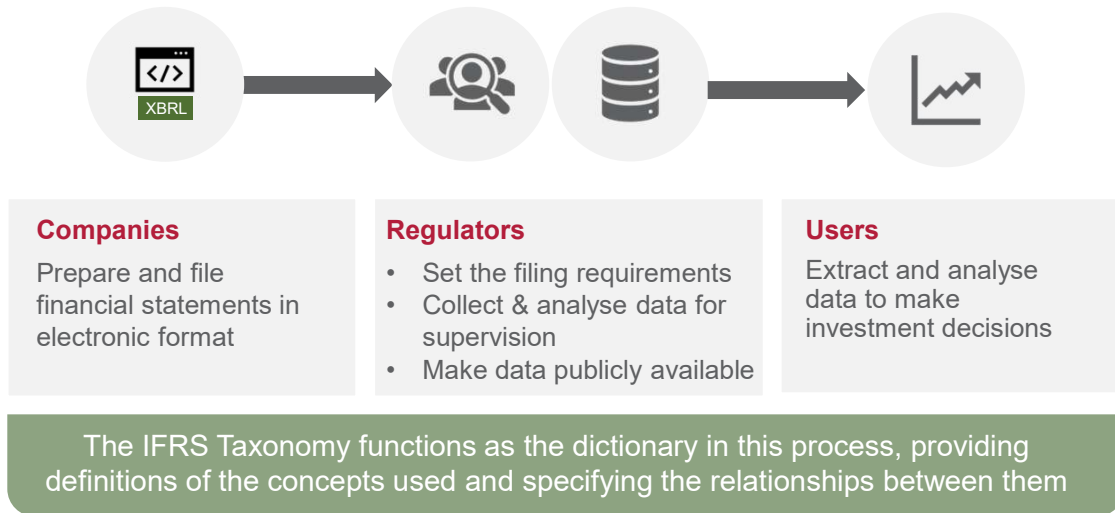 </>
XBRL
Companies
Prepare and file
financial statements in
electronic format
Regulators
• Set the filing requirements
• Collect & analyse data for
supervision
• Make data publicly available
Users
Extract and analyse
data to make
investment decisions
The IFRS Taxonomy functions as the dictionary in this process, providing
definitions of the concepts used and specifying the relationships between them